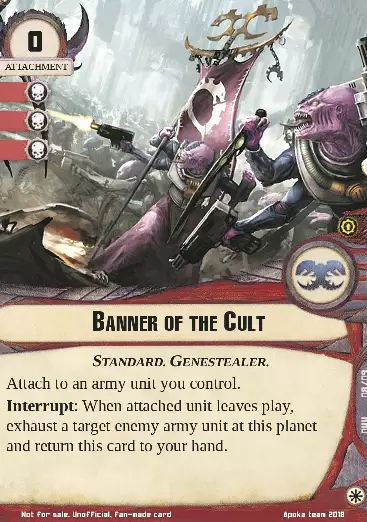 0
ATTACHMENT
BANNER OF THE CULT
STANDARD. GENESTEALER.
Attach to an army unit you control.
Interrupt: When attached unit leaves play,
exhaust a target enemy army unit at this planet
and return this card to your hand.
Not for sale. Unofficial, fan-made card
Apoka team 2018